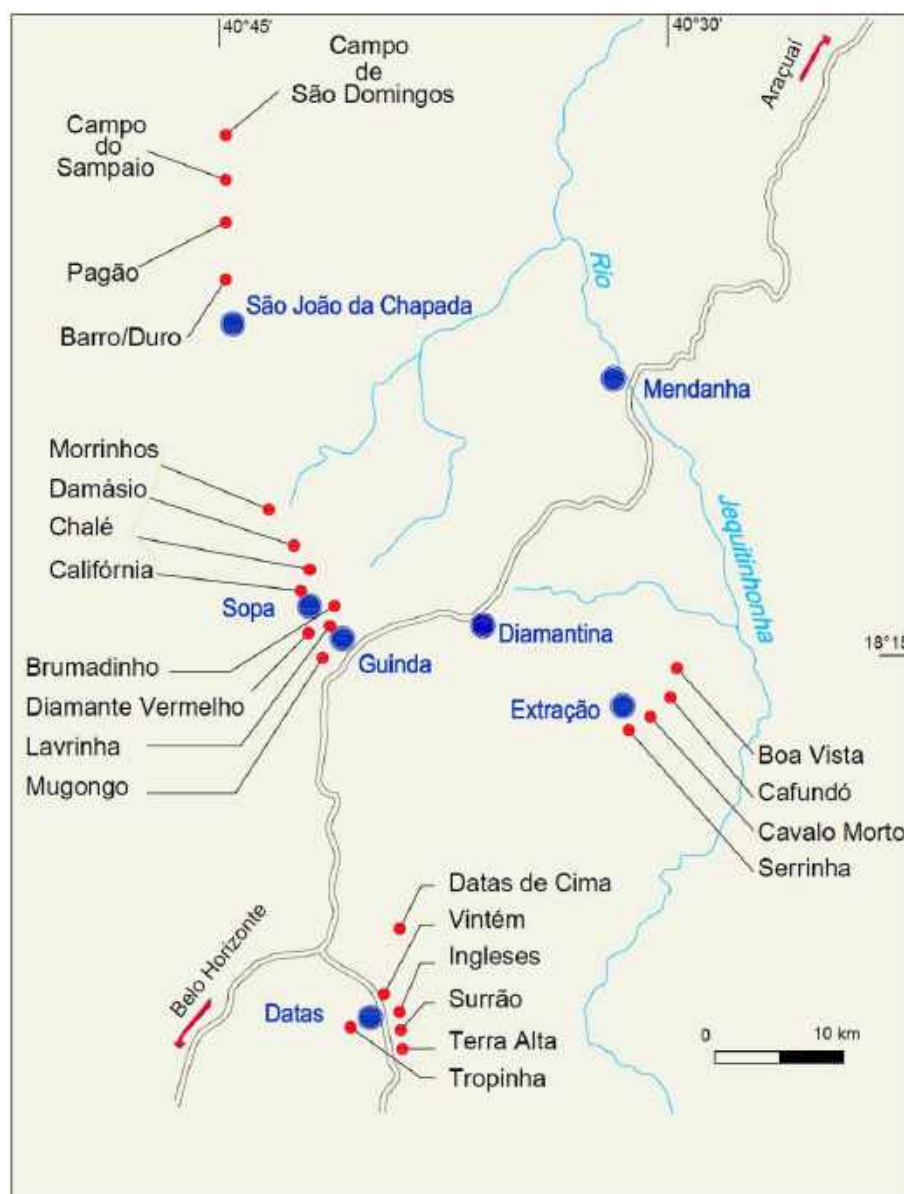 40°45'
40°30'
Campo
de
São Domingos
Araçuaí
Campo
do
Sampaio
Rio
Pagão
São João da Chapada
Barro/Duro
Mendanha
Morrinhos
Damásio
Chalé
Jequitinhonha
Califórnia
Sopa
Diamantina
Guinda
18°15
Brumadinho
Diamante Vermelho
Extração
Lavrinha
Boa Vista
Mugongo
Cafundó
Cavalo Morto
Serrinha
Datas de Cima
Vintém
Ingleses
Belo Horizonte
Datas
Surrão
0
10 km
Terra Alta
Tropinha